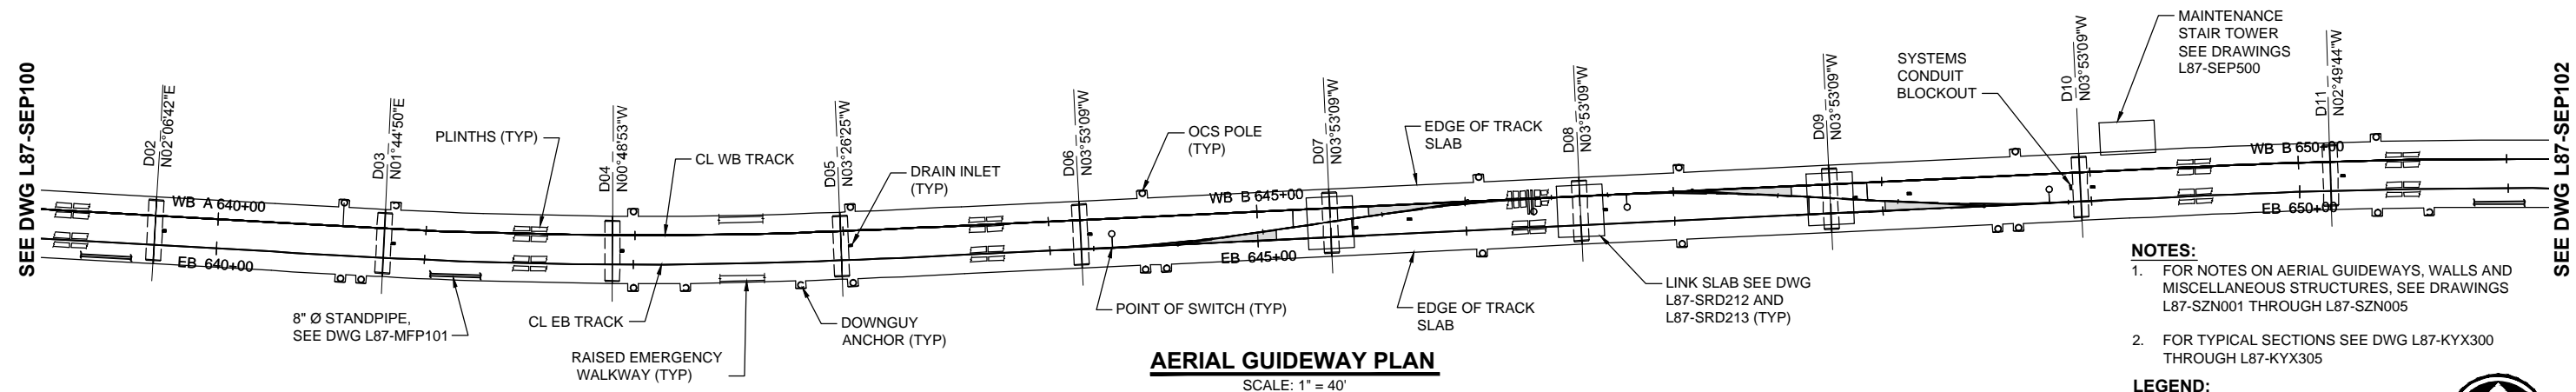 SEE DWG L87-SEP100
D02
N02°06'42"E
D03
N01°44'50"E
D04
N00°48'53"W
D05
N03°26'25"W
D06
N03°53'09"W
D07
N03°53'09"W
D08
N03°53'09"W
D09
N03°53'09"W
D10
N03°53'09"W
D11
N02°49'44"W
PLINTHS (TYP)
CL WB TRACK
DRAIN INLET
(TYP)
OCS POLE
(TYP)
EDGE OF TRACK
SLAB
SYSTEMS
CONDUIT
BLOCKOUT
MAINTENANCE
STAIR TOWER
SEE DRAWINGS
L87-SEP500
WB A 640+00
EB 640+00
WB B 645+00
EB 645+00
WB B 650+00
EB 650+00
8" Ø STANDPIPE,
SEE DWG L87-MFP101
CL EB TRACK
RAISED EMERGENCY
WALKWAY (TYP)
DOWNGUY
ANCHOR (TYP)
POINT OF SWITCH (TYP)
EDGE OF TRACK
SLAB
LINK SLAB SEE DWG
L87-SRD212 AND
L87-SRD213 (TYP)
AERIAL GUIDEWAY PLAN
SCALE: 1" = 40'
NOTES:
1. FOR NOTES ON AERIAL GUIDEWAYS, WALLS AND
MISCELLANEOUS STRUCTURES, SEE DRAWINGS
L87-SZN001 THROUGH L87-SZN005
2. FOR TYPICAL SECTIONS SEE DWG L87-KYX300
THROUGH L87-KYX305
LEGEND:
SEE DWG L87-SEP102